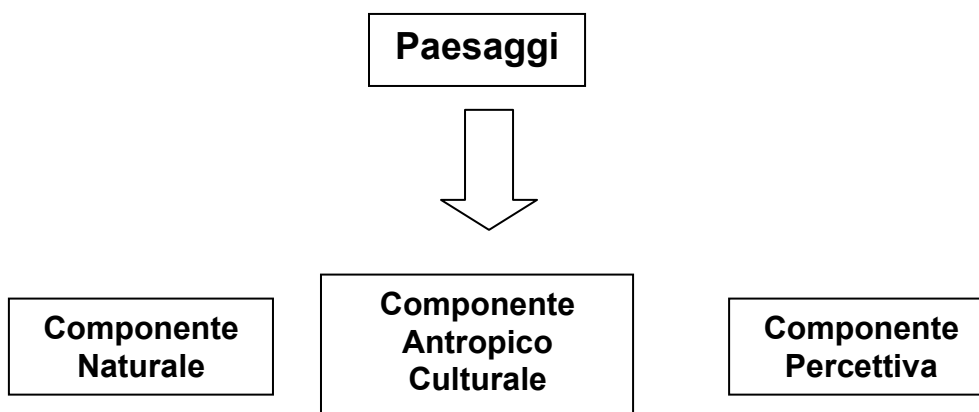 Paesaggi
Componente
Naturale
Componente
Antropico
Culturale
Componente
Percettiva